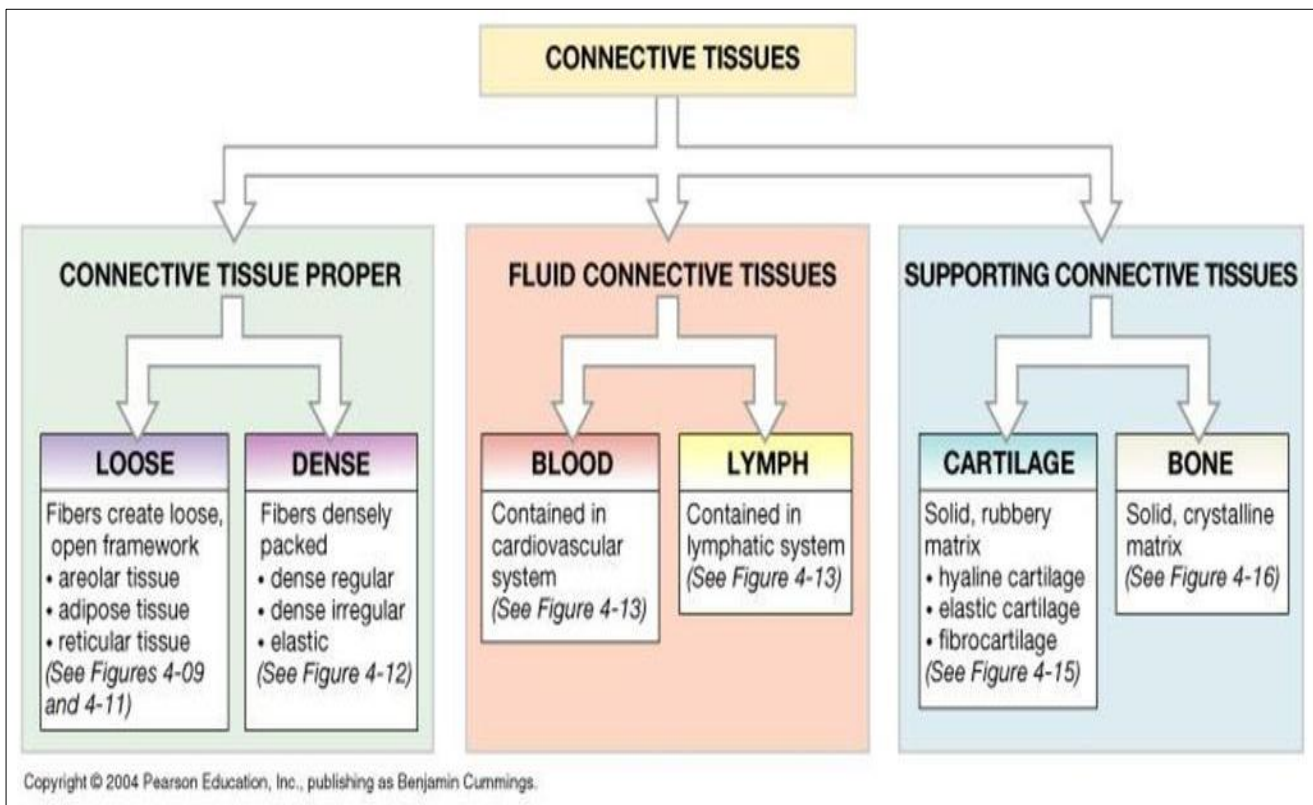 CONNECTIVE TISSUES
CONNECTIVE TISSUE PROPER
LOOSE
Fibers create loose,
open framework
• areolar tissue
• adipose tissue
• reticular tissue
(See Figures 4-09
and 4-11)
DENSE
Fibers densely
packed
• dense regular
• dense irregular
• elastic
(See Figure 4-12)
FLUID CONNECTIVE TISSUES
BLOOD
Contained in
cardiovascular
system
(See Figure 4-13)
LYMPH
Contained in
lymphatic system
(See Figure 4-13)
SUPPORTING CONNECTIVE TISSUES
CARTILAGE
Solid, rubbery
matrix
• hyaline cartilage
• elastic cartilage
• fibrocartilage
(See Figure 4-15)
BONE
Solid, crystalline
matrix
(See Figure 4-16)
Copyright © 2004 Pearson Education, Inc., publishing as Benjamin Cummings.